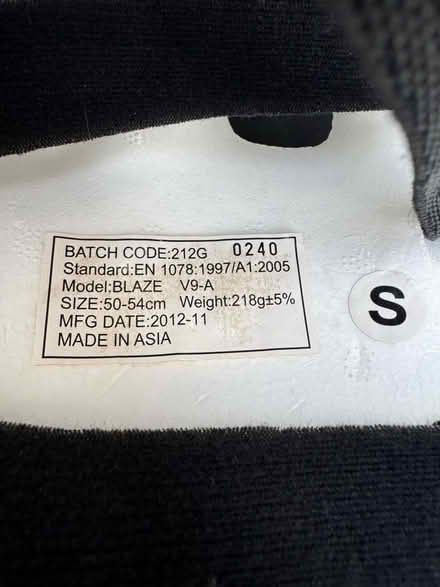 BATCH CODE:212G 0240
Standard:EN 1078:1997/A1:2005
Model:BLAZE V9-A
SIZE:50-54cm Weight:218g±5%
MFG DATE:2012-11
MADE IN ASIA
S